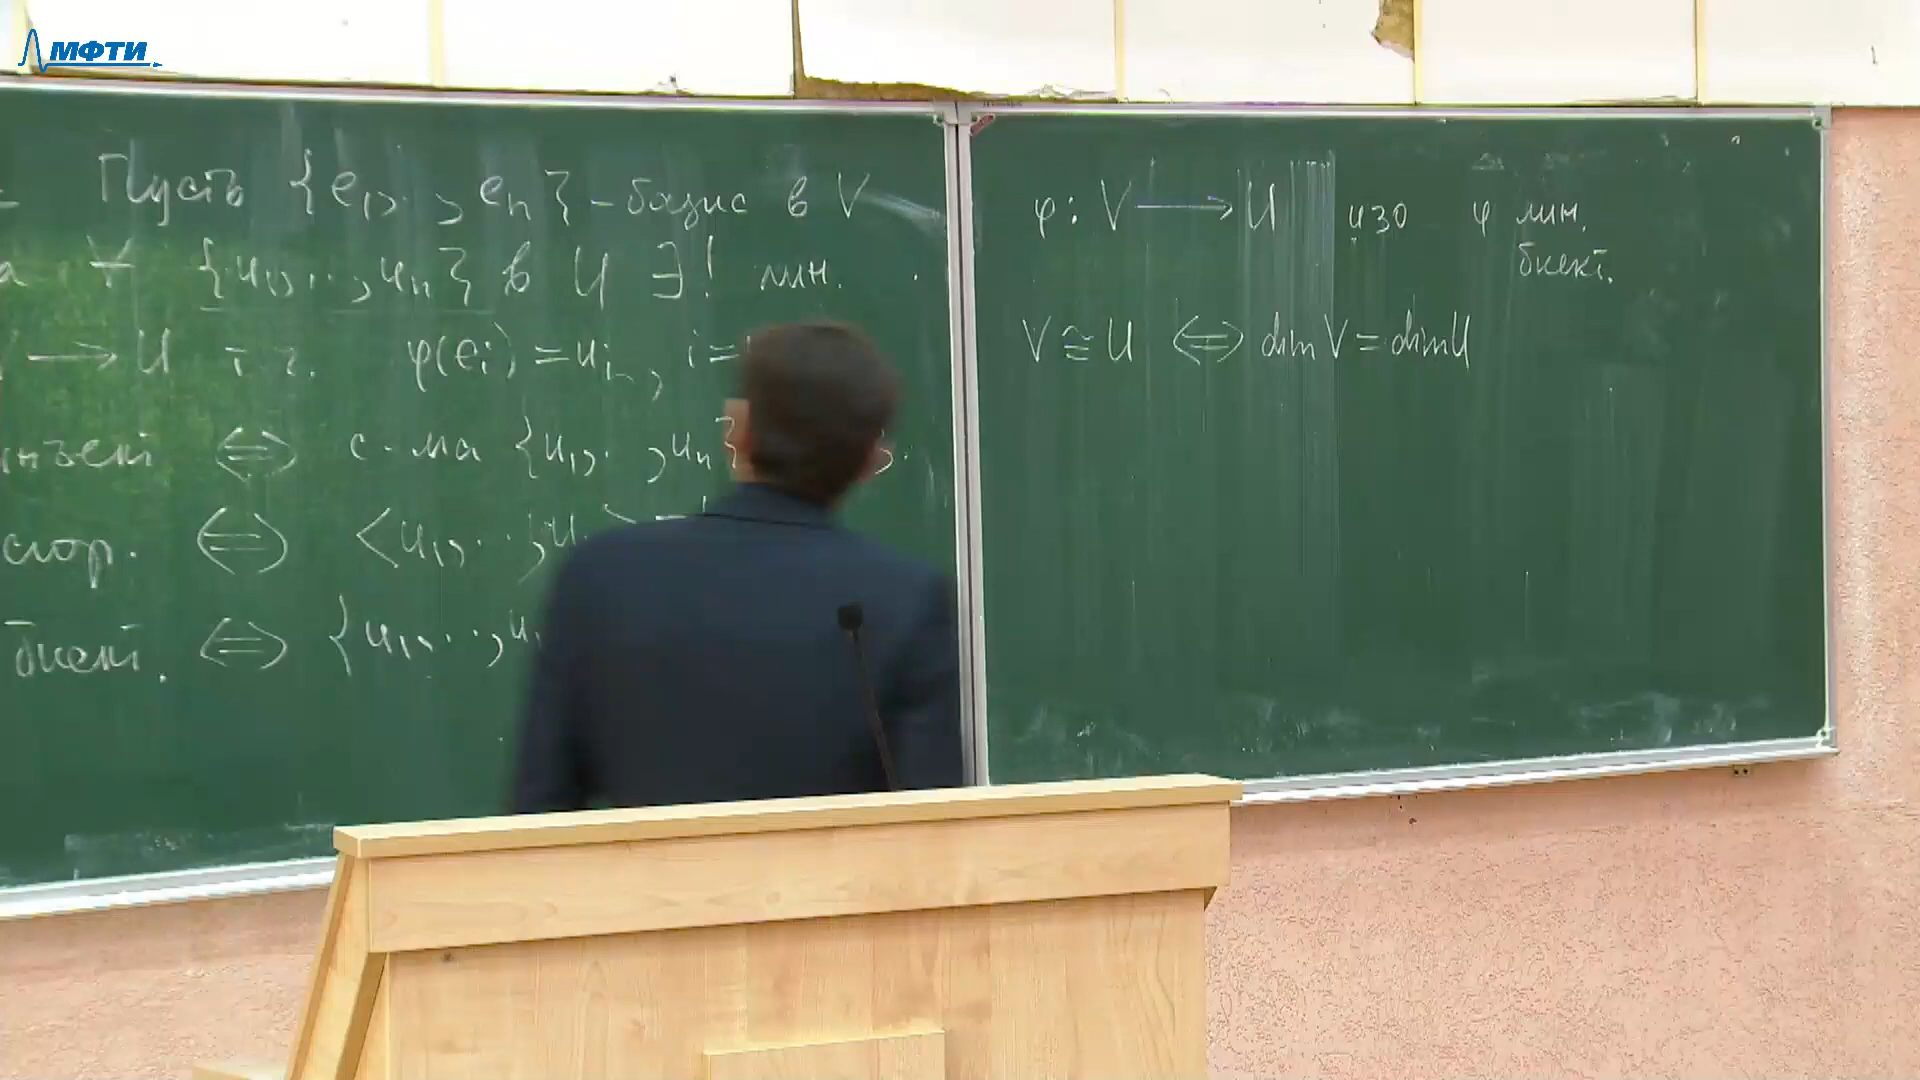 МФТИ
Пусть {e₁, , eₙ} - базис в V
∀ {u₁, .. , uₙ} в U ∃! лин.
→ U т.ч. φ(eᵢ) = uᵢ , i =
инъект ⟺ с-ма {u₁, . , uₙ}
сюр. ⟺ <u₁, .. , u
биект. ⟺ {u₁, .. , u
φ: V → U изо φ лин.
биект.
V ≅ U ⟺ dim V = dim U